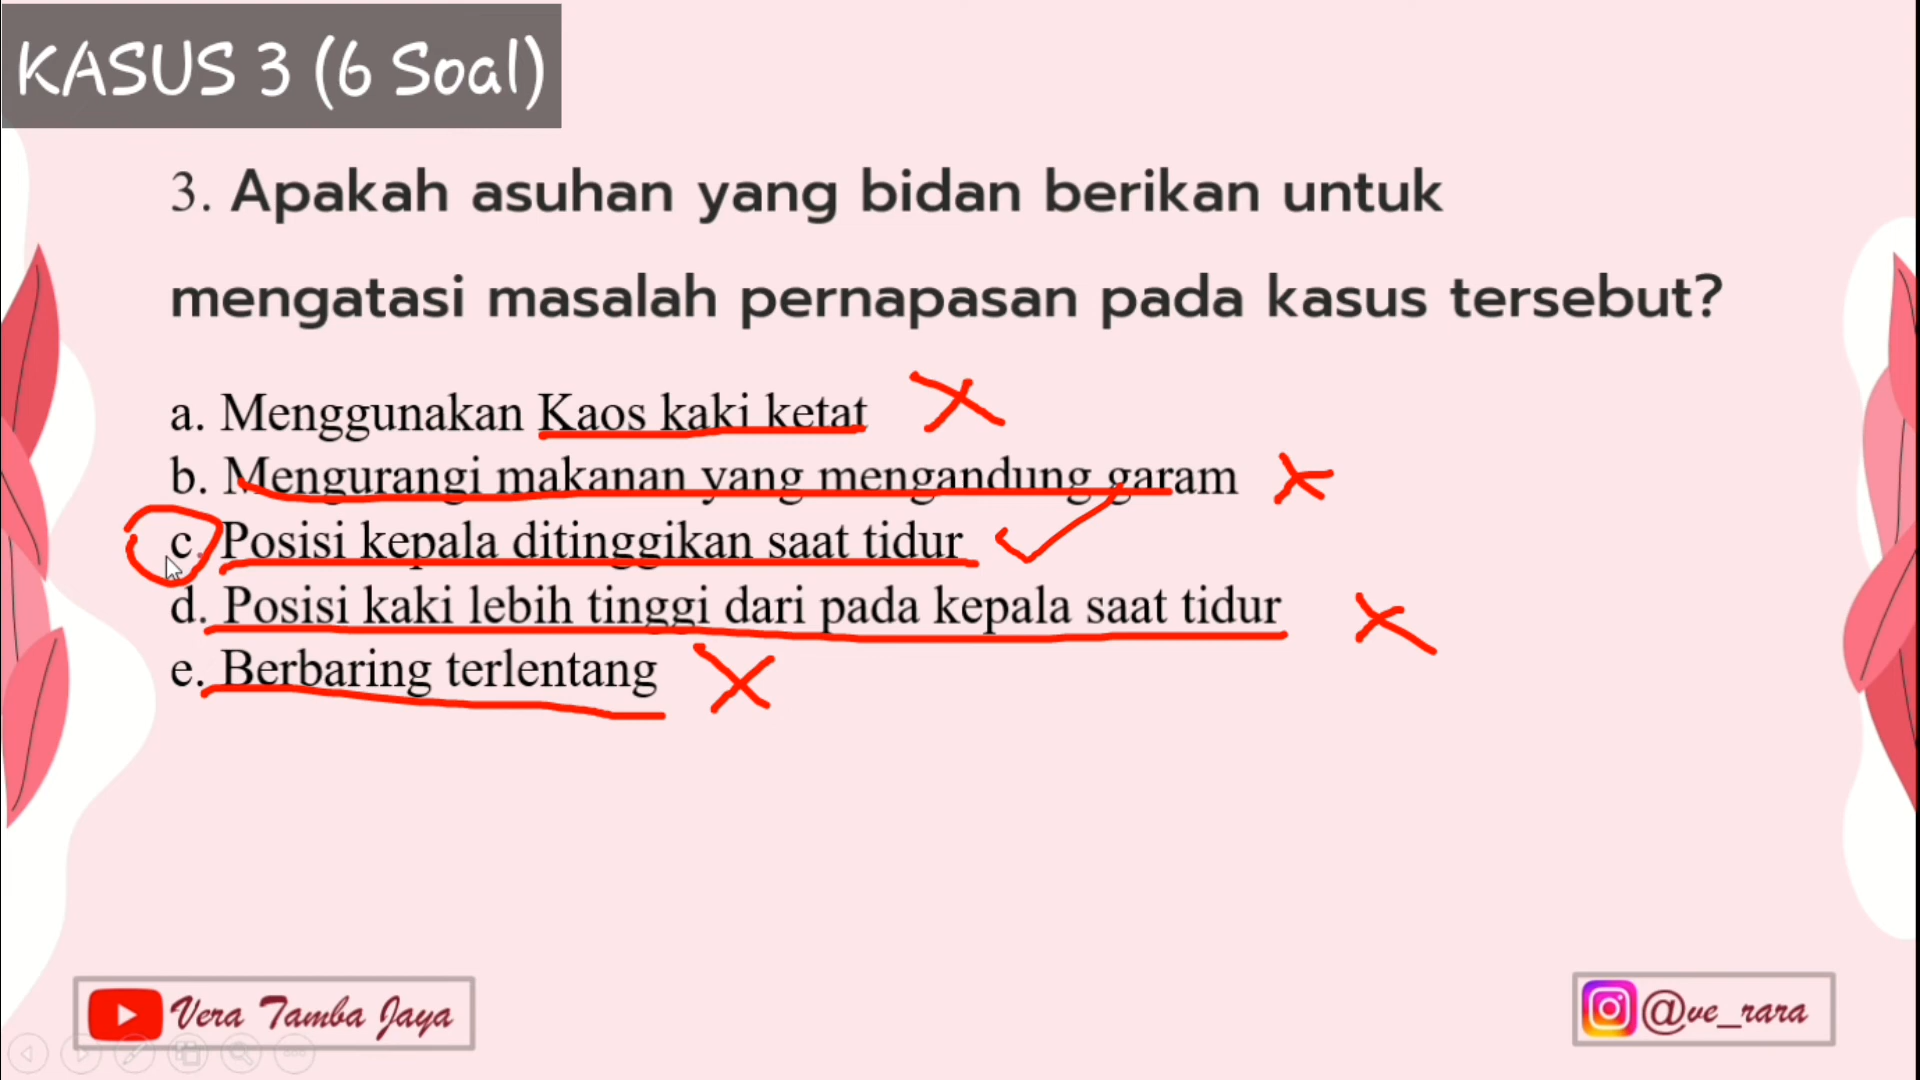 KASUS 3 (6 Soal)
3. Apakah asuhan yang bidan berikan untuk
mengatasi masalah pernapasan pada kasus tersebut?
a. Menggunakan Kaos kaki ketat
b. Mengurangi makanan yang mengandung garam
c. Posisi kepala ditinggikan saat tidur
d. Posisi kaki lebih tinggi dari pada kepala saat tidur
e. Berbaring terlentang
Vera Tamba Jaya
@ve_rara